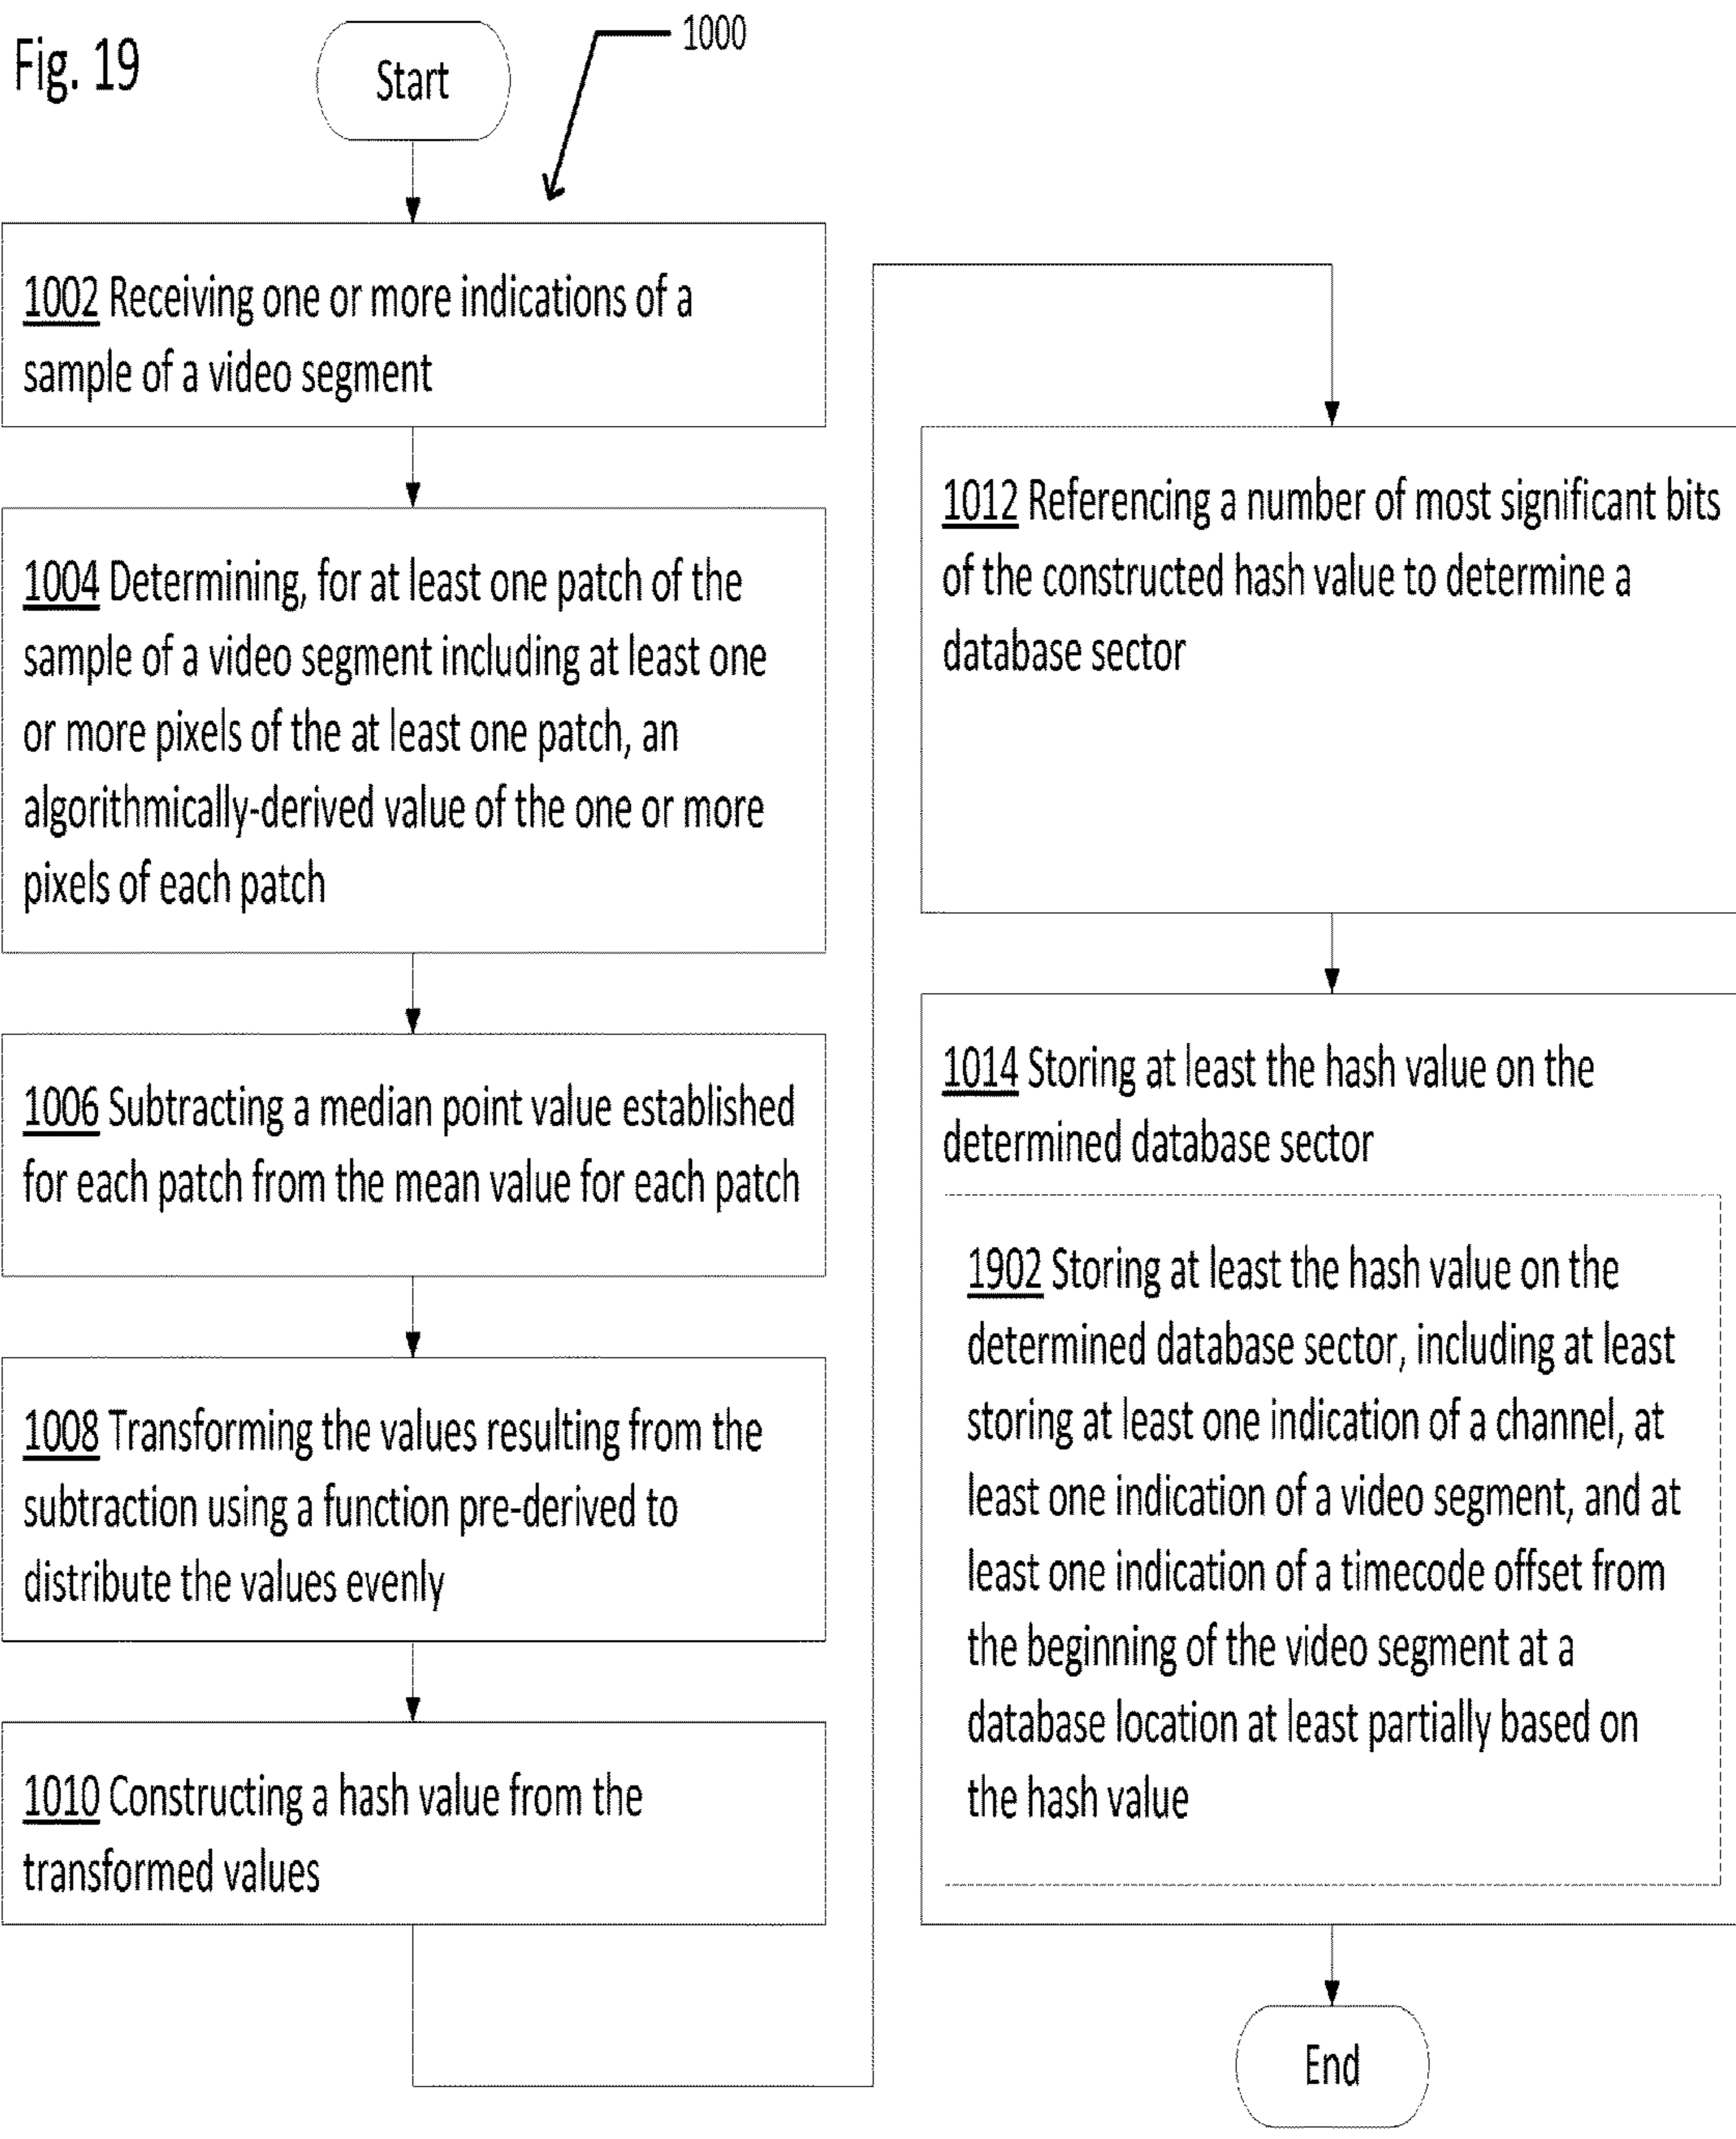 Fig. 19
Start
1000
1002 Receiving one or more indications of a
sample of a video segment
1004 Determining, for at least one patch of the
sample of a video segment including at least one
or more pixels of the at least one patch, an
algorithmically-derived value of the one or more
pixels of each patch
1006 Subtracting a median point value established
for each patch from the mean value for each patch
1008 Transforming the values resulting from the
subtraction using a function pre-derived to
distribute the values evenly
1010 Constructing a hash value from the
transformed values
1012 Referencing a number of most significant bits
of the constructed hash value to determine a
database sector
1014 Storing at least the hash value on the
determined database sector
1902 Storing at least the hash value on the
determined database sector, including at least
storing at least one indication of a channel, at
least one indication of a video segment, and at
least one indication of a timecode offset from
the beginning of the video segment at a
database location at least partially based on
the hash value
End